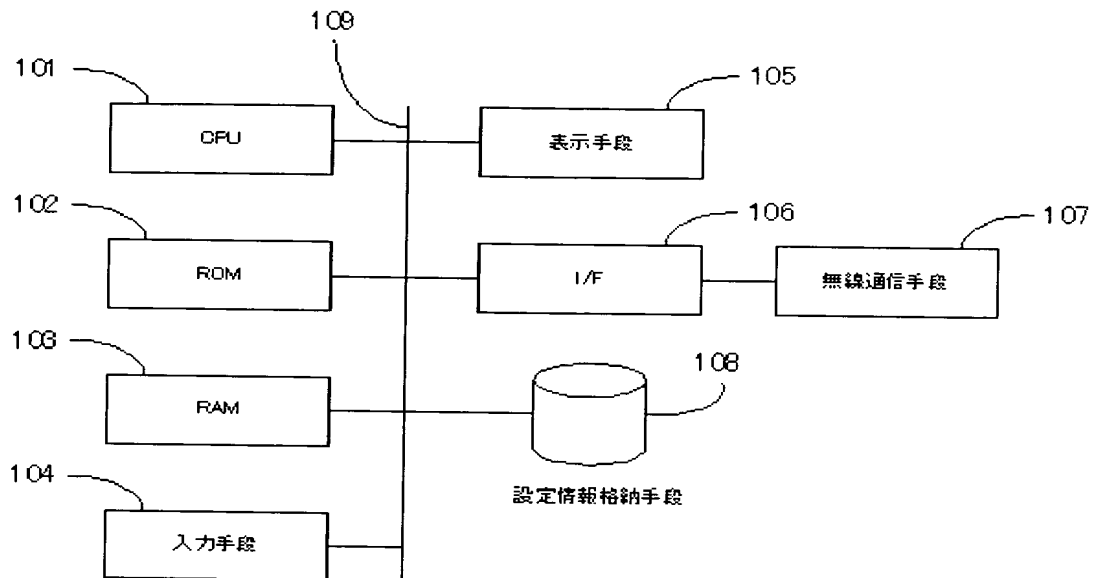 109
101
105
CPU
表示手段
102
106
107
ROM
I/F
無線通信手段
103
108
RAM
104
設定情報格納手段
入力手段